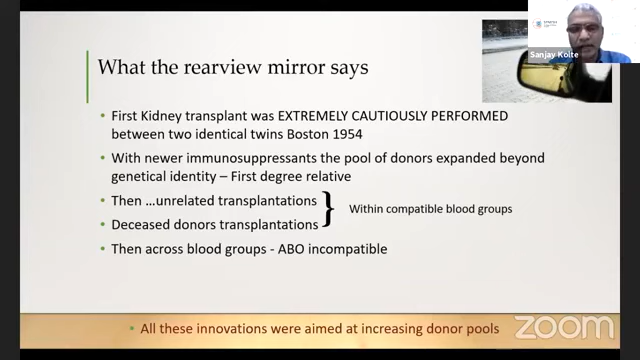 What the rearview mirror says
Sanjay Kolte
• First Kidney transplant was EXTREMELY CAUTIOUSLY PERFORMED
between two identical twins Boston 1954
• With newer immunosuppressants the pool of donors expanded beyond
genetical identity – First degree relative
• Then …unrelated transplantations
• Deceased donors transplantations
} Within compatible blood groups
• Then across blood groups - ABO incompatible
• All these innovations were aimed at increasing donor pools
zoom